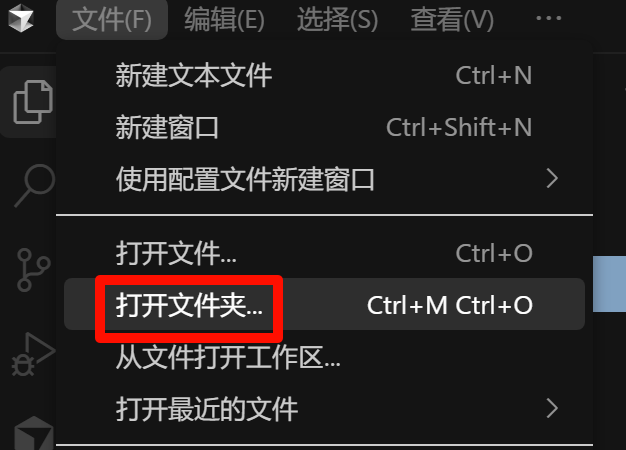 文件(F) 编辑(E) 选择(S) 查看(V) ···
新建文本文件 Ctrl+N
新建窗口 Ctrl+Shift+N
使用配置文件新建窗口
打开文件... Ctrl+O
打开文件夹... Ctrl+M Ctrl+O
从文件打开工作区...
打开最近的文件